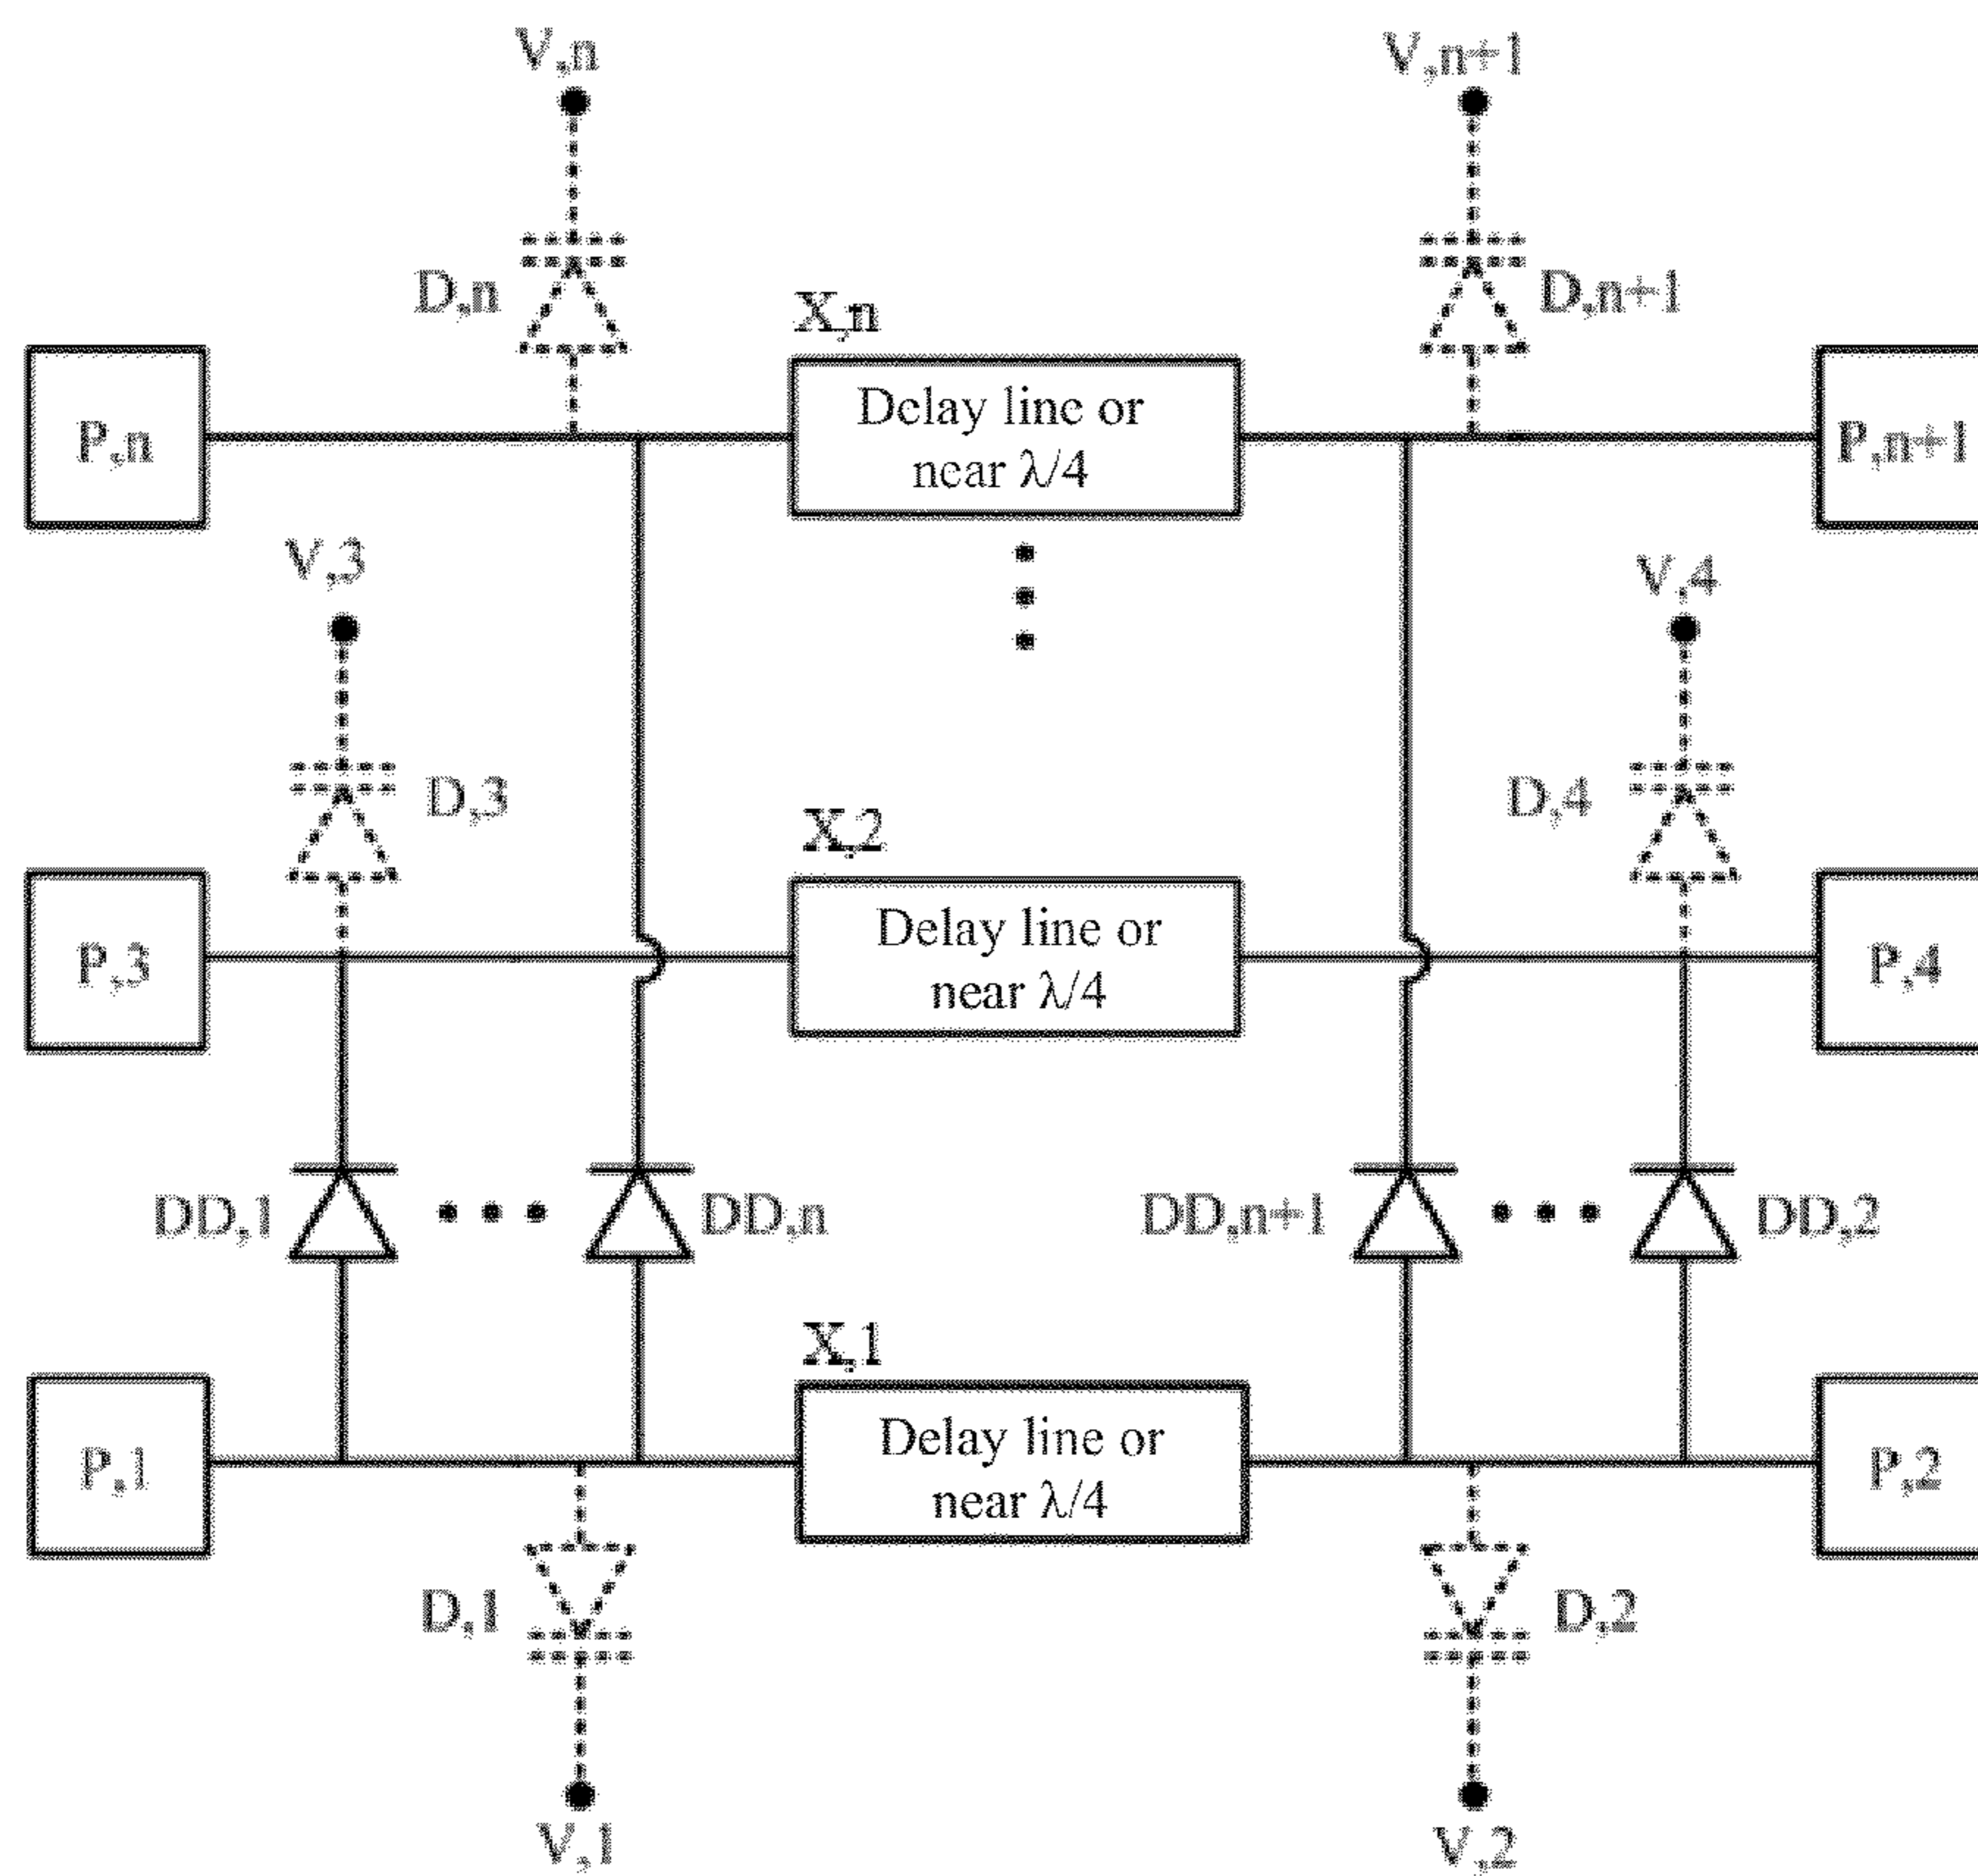 V,n
V,n+1
D,n
D,n+1
X,n
P,n
Delay line or
near λ/4
P,n+1
V,3
V,4
D,3
D,4
X,2
P,3
Delay line or
near λ/4
P,4
DD,1
DD,n
DD,n+1
DD,2
X,1
P,1
Delay line or
near λ/4
P,2
D,1
D,2
V,1
V,2